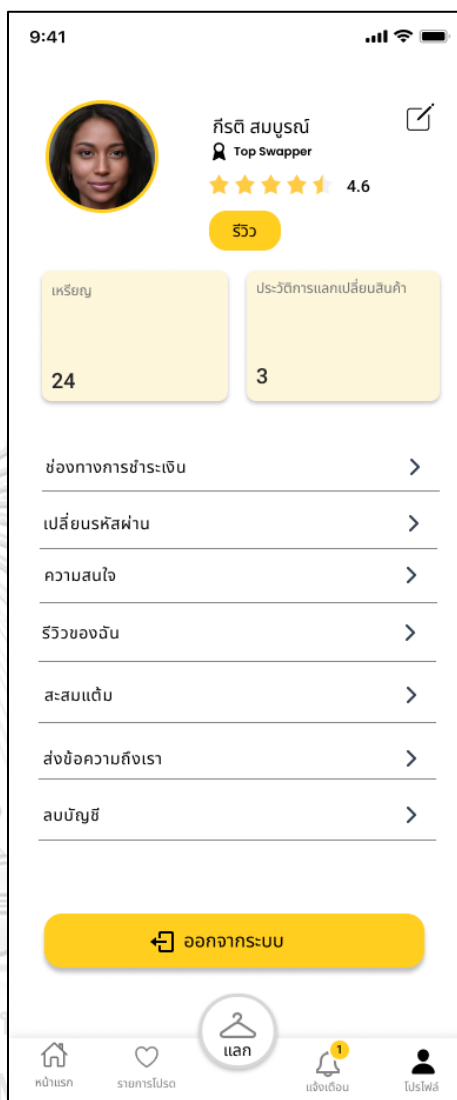 9:41
กีรติ สมบูรณ์
Top Swapper
4.6
รีวิว
เหรียญ
24
ประวัติการแลกเปลี่ยนสินค้า
3
ช่องทางการชำระเงิน
เปลี่ยนรหัสผ่าน
ความสนใจ
รีวิวของฉัน
สะสมแต้ม
ส่งข้อความถึงเรา
ลบบัญชี
ออกจากระบบ
หน้าแรก
รายการโปรด
แลก
1
แจ้งเตือน
โปรไฟล์